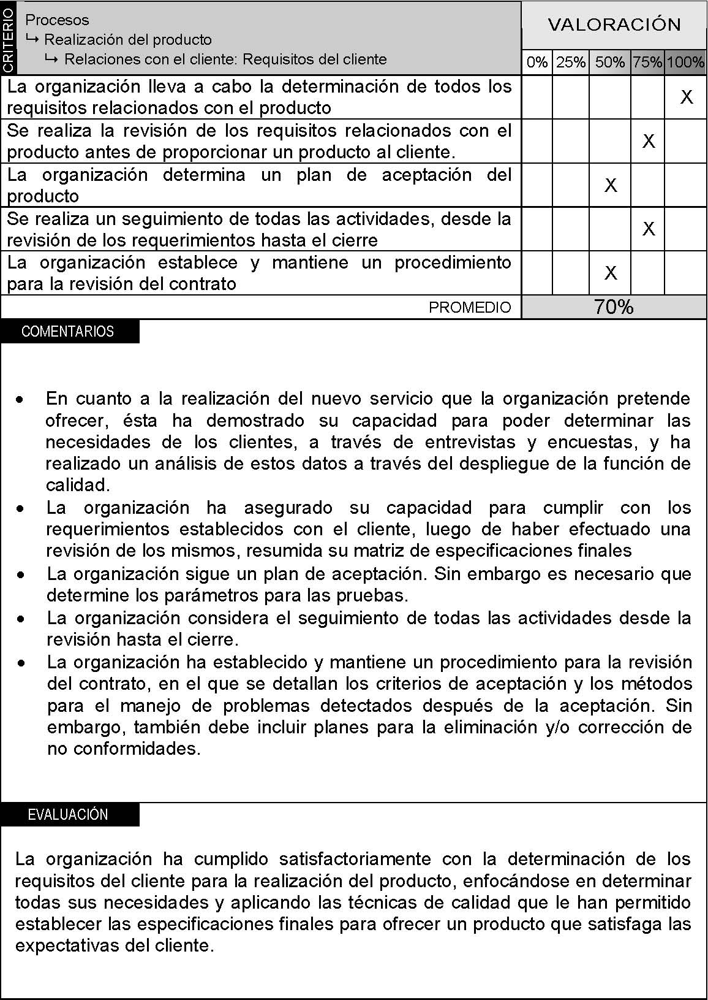 CRITERIO
Procesos
↳ Realización del producto
↳ Relaciones con el cliente: Requisitos del cliente
VALORACIÓN
0% 25% 50% 75% 100%
La organización lleva a cabo la determinación de todos los
requisitos relacionados con el producto
X
Se realiza la revisión de los requisitos relacionados con el
producto antes de proporcionar un producto al cliente.
X
La organización determina un plan de aceptación del
producto
X
Se realiza un seguimiento de todas las actividades, desde la
revisión de los requerimientos hasta el cierre
X
La organización establece y mantiene un procedimiento
para la revisión del contrato
X
PROMEDIO 70%
COMENTARIOS
• En cuanto a la realización del nuevo servicio que la organización pretende
ofrecer, ésta ha demostrado su capacidad para poder determinar las
necesidades de los clientes, a través de entrevistas y encuestas, y ha
realizado un análisis de estos datos a través del despliegue de la función de
calidad.
• La organización ha asegurado su capacidad para cumplir con los
requerimientos establecidos con el cliente, luego de haber efectuado una
revisión de los mismos, resumida su matriz de especificaciones finales
• La organización sigue un plan de aceptación. Sin embargo es necesario que
determine los parámetros para las pruebas.
• La organización considera el seguimiento de todas las actividades desde la
revisión hasta el cierre.
• La organización ha establecido y mantiene un procedimiento para la revisión
del contrato, en el que se detallan los criterios de aceptación y los métodos
para el manejo de problemas detectados después de la aceptación. Sin
embargo, también debe incluir planes para la eliminación y/o corrección de
no conformidades.
EVALUACIÓN
La organización ha cumplido satisfactoriamente con la determinación de los
requisitos del cliente para la realización del producto, enfocándose en determinar
todas sus necesidades y aplicando las técnicas de calidad que le han permitido
establecer las especificaciones finales para ofrecer un producto que satisfaga las
expectativas del cliente.